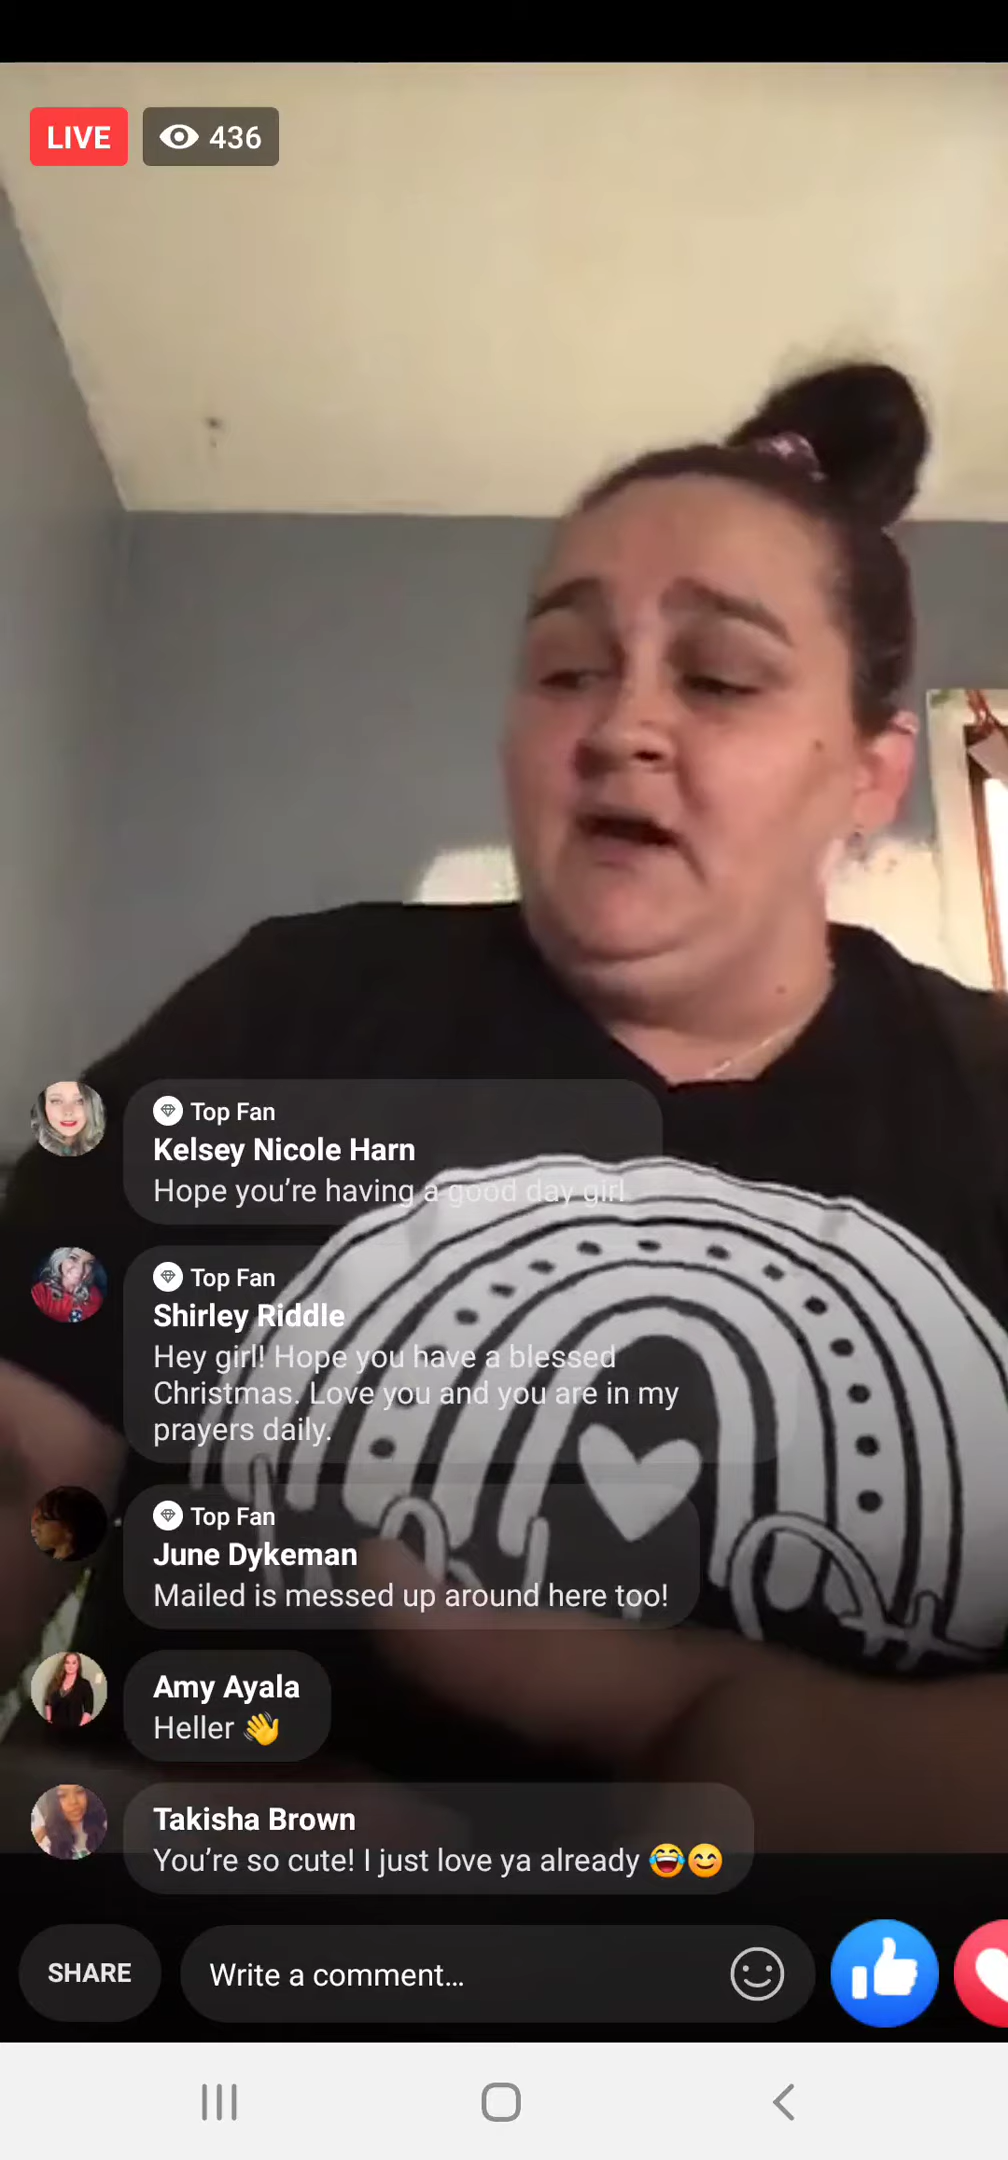 LIVE
436
Top Fan
Kelsey Nicole Harn
Hope you’re having a good day girl
Top Fan
Shirley Riddle
Hey girl! Hope you have a blessed
Christmas. Love you and you are in my
prayers daily.
Top Fan
June Dykeman
Mailed is messed up around here too!
Amy Ayala
Heller 👋
Takisha Brown
You’re so cute! I just love ya already 😂😊
SHARE
Write a comment...